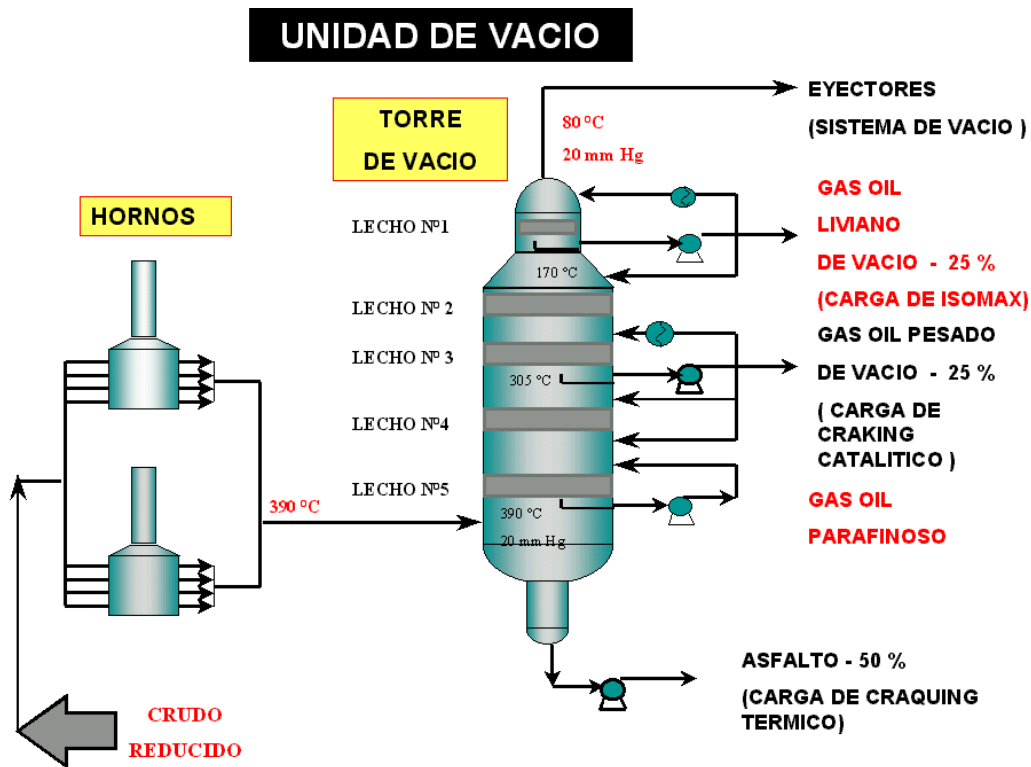 UNIDAD DE VACIO
EYECTORES
(SISTEMA DE VACIO )
TORRE
DE VACIO
80 ºC
20 mm Hg
HORNOS
LECHO Nº1
GAS OIL
LIVIANO
DE VACIO - 25 %
(CARGA DE ISOMAX)
170 ºC
LECHO Nº 2
GAS OIL PESADO
DE VACIO - 25 %
( CARGA DE
CRAKING
CATALITICO )
LECHO Nº 3
305 ºC
LECHO Nº4
LECHO Nº5
GAS OIL
PARAFINOSO
390 ºC
390 ºC
20 mm Hg
ASFALTO - 50 %
(CARGA DE CRAQUING
TERMICO)
CRUDO
REDUCIDO